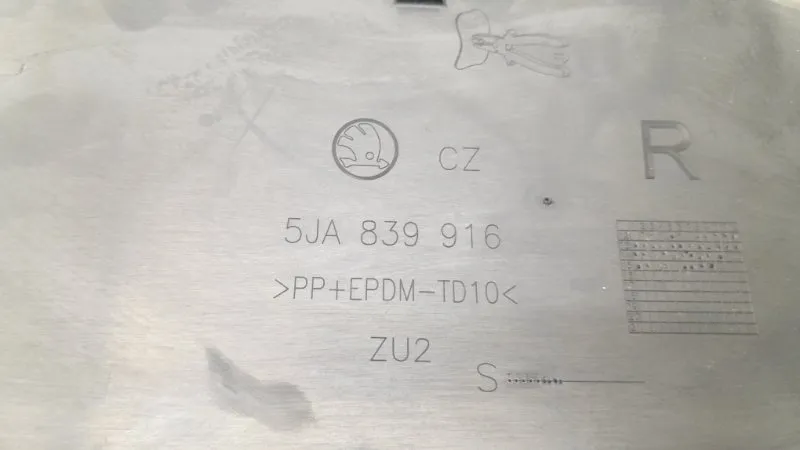 CZ
R
5JA 839 916
>PP+EPDM-TD10<
ZU2
S